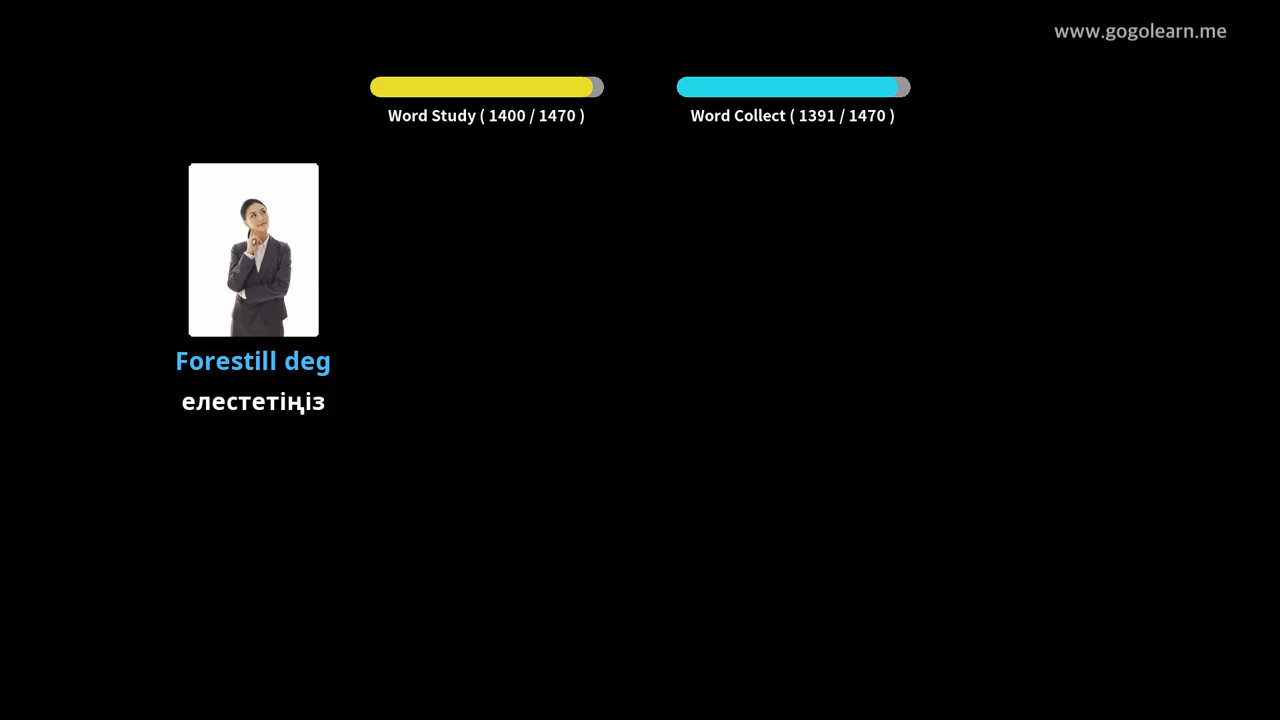 www.gogolearn.me
Word Study ( 1400 / 1470 )
Word Collect ( 1391 / 1470 )
Forestill deg
елестетіңіз